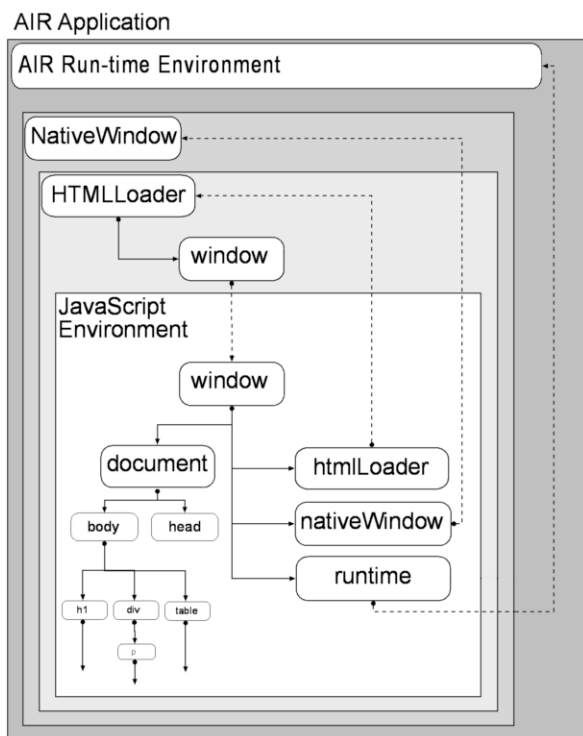 AIR Application
AIR Run-time Environment
NativeWindow
HTMLLoader
window
JavaScript
Environment
window
document
htmlLoader
body
head
nativeWindow
runtime
h1
div
table
p